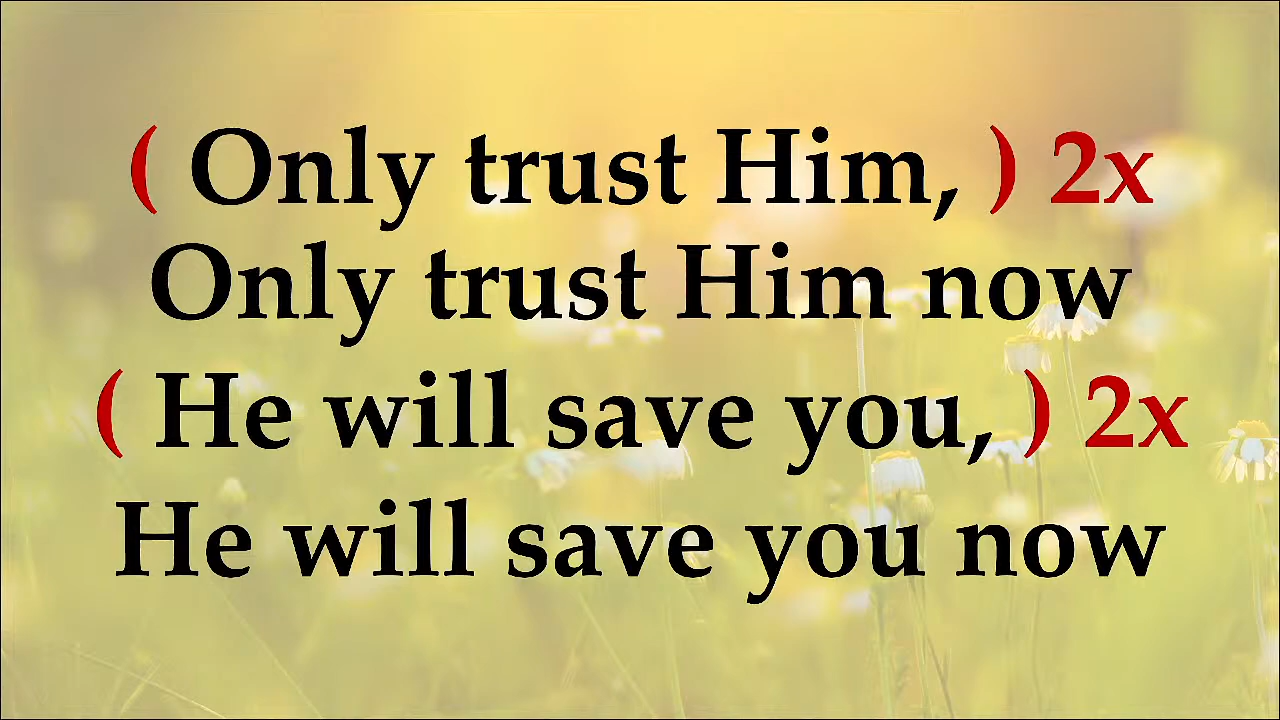 ( Only trust Him, ) 2x
Only trust Him now
( He will save you, ) 2x
He will save you now